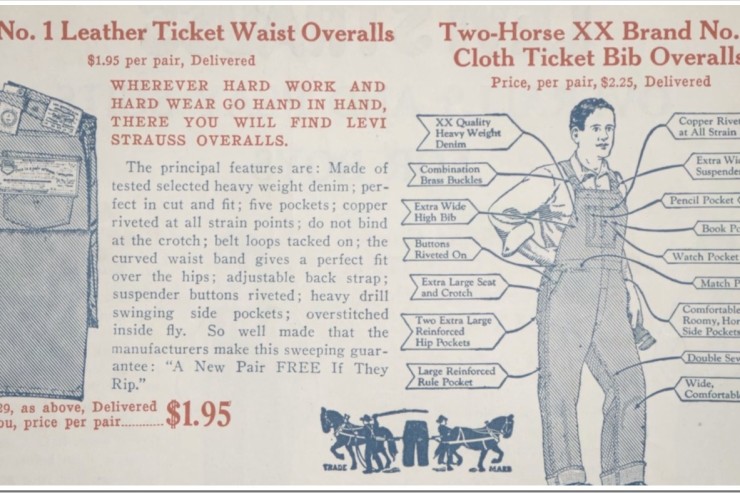 No. 1 Leather Ticket Waist Overalls
$1.95 per pair, Delivered
WHEREVER HARD WORK AND
HARD WEAR GO HAND IN HAND,
THERE YOU WILL FIND LEVI
STRAUSS OVERALLS.
The principal features are: Made of
tested selected heavy weight denim; per-
fect in cut and fit; five pockets; copper
riveted at all strain points; do not bind
at the crotch; belt loops tacked on; the
curved waist band gives a perfect fit
over the hips; adjustable back strap;
suspender buttons riveted; heavy drill
swinging side pockets; overstitched
inside fly. So well made that the
manufacturers make this sweeping guar-
antee: "A New Pair FREE If They
Rip."
29, as above, Delivered
ou, price per pair............ $1.95
Two-Horse XX Brand No.
Cloth Ticket Bib Overalls
Price, per pair, $2.25, Delivered
XX Quality
Heavy Weight
Denim
Combination
Brass Buckles
Extra Wide
High Bib
Buttons
Riveted On
Extra Large Seat
and Crotch
Two Extra Large
Reinforced
Hip Pockets
Large Reinforced
Rule Pocket
Copper Rivet
at All Strain
Extra Wi
Suspende
Pencil Pocket
Book Po
Watch Pocket
Match P
Comfortable
Roomy, Hor
Side Pockets
Double Sew
Wide,
Comfortabl
TRADE MARK